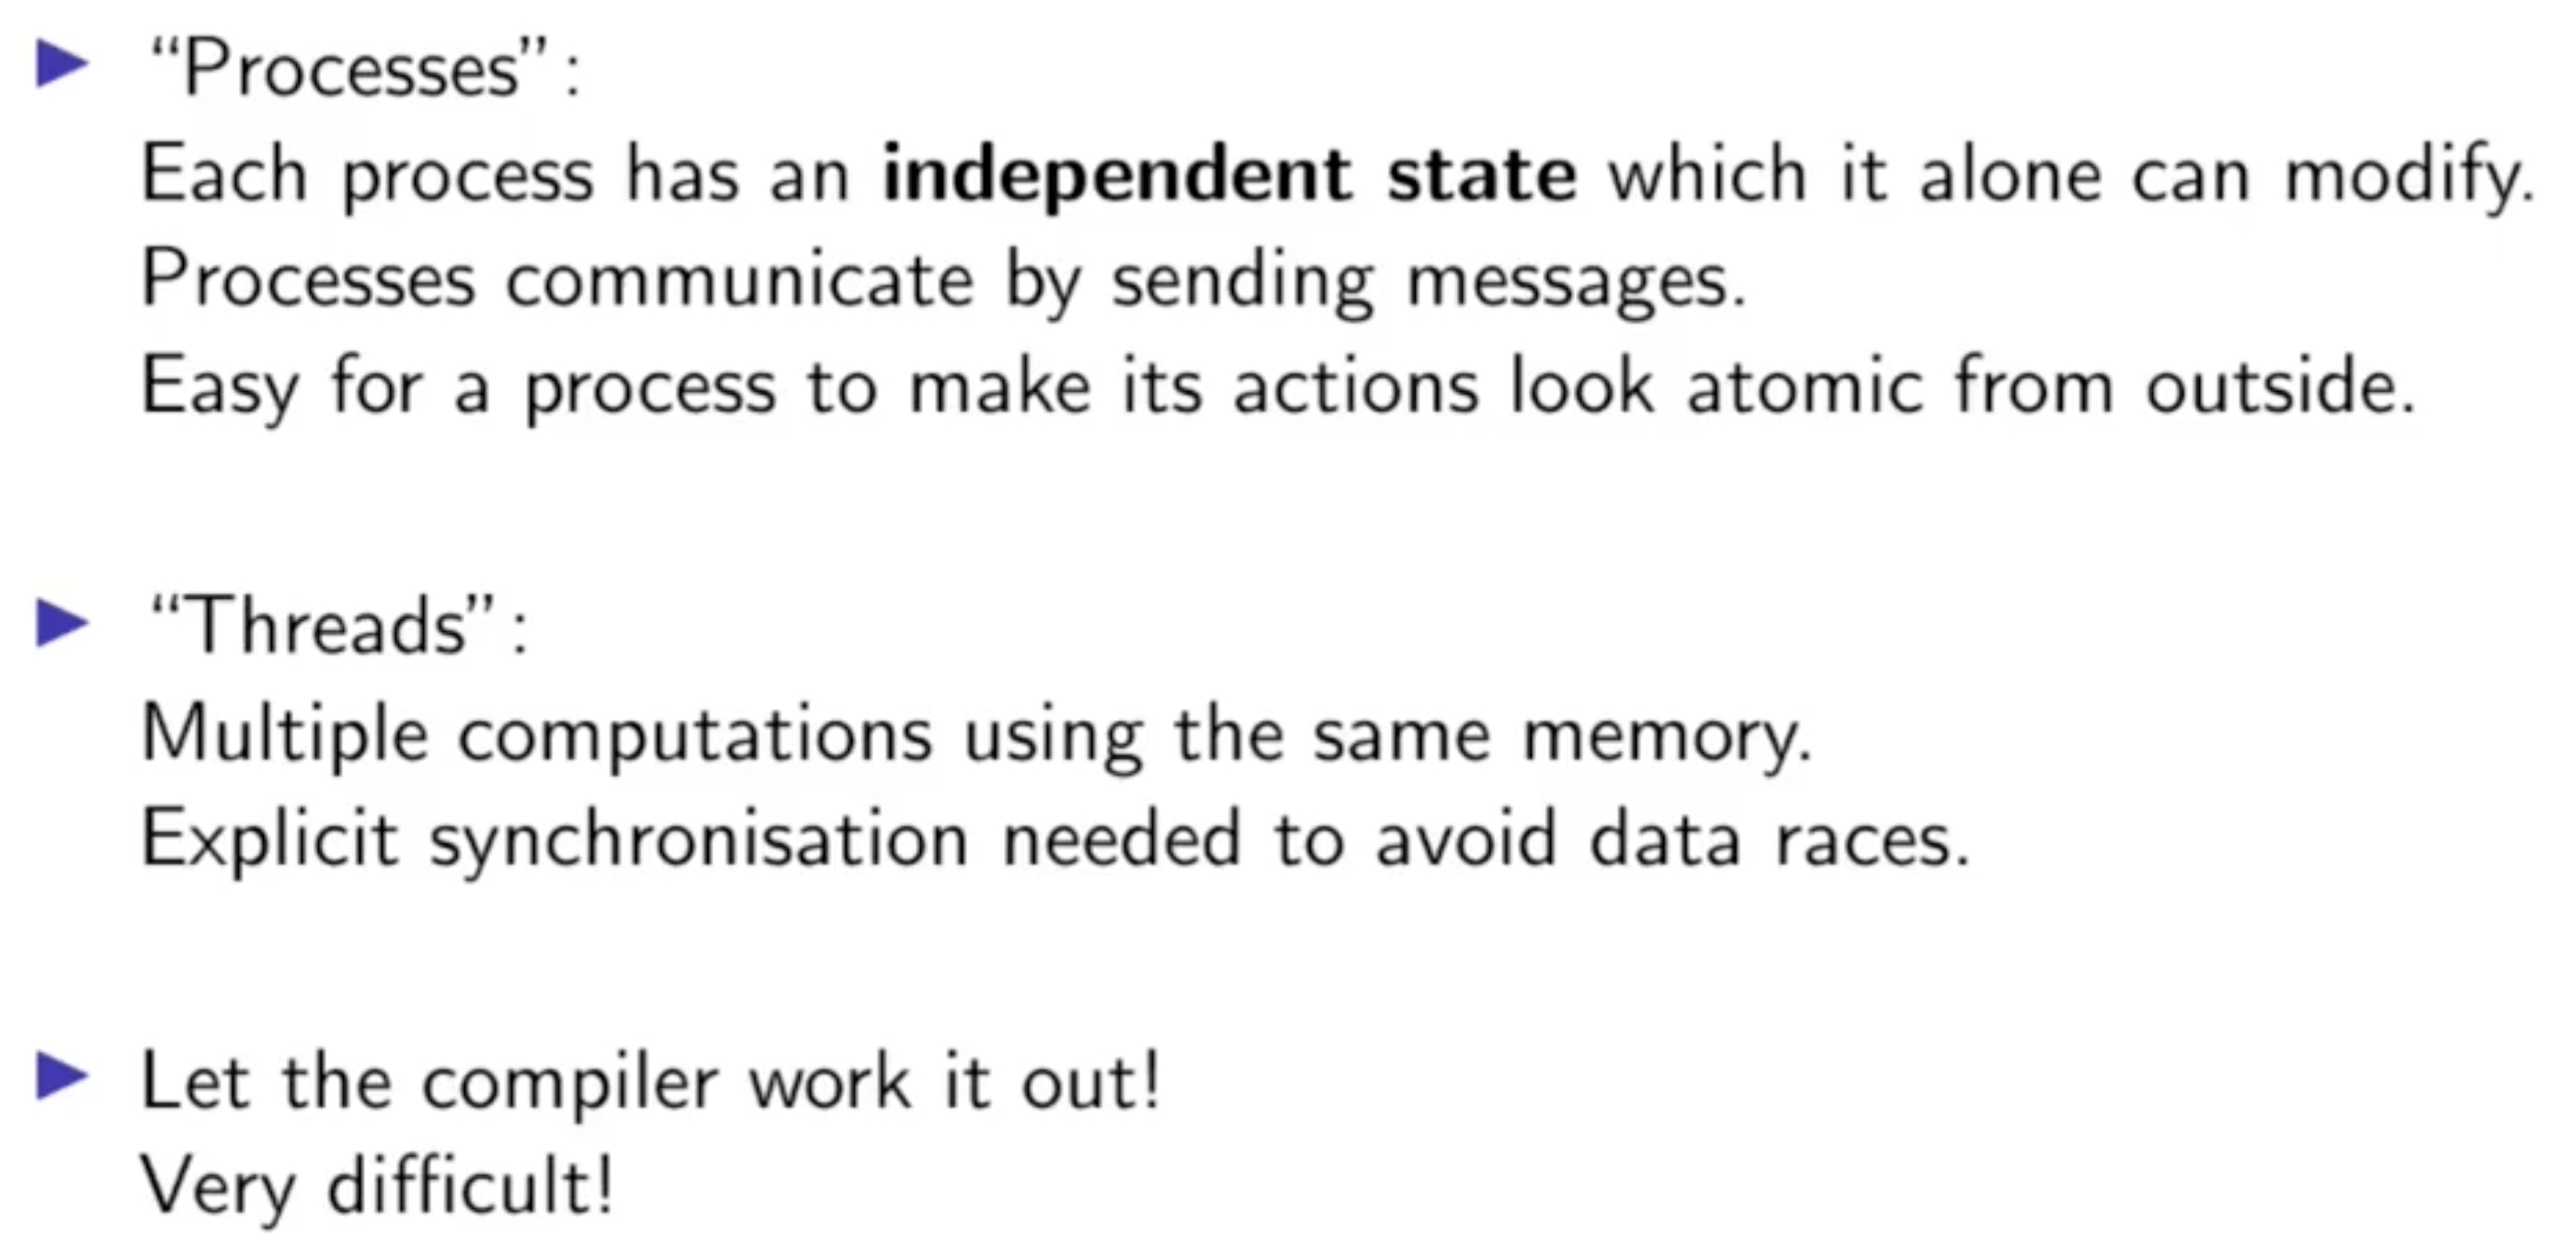 “Processes”:
Each process has an independent state which it alone can modify.
Processes communicate by sending messages.
Easy for a process to make its actions look atomic from outside.
“Threads”:
Multiple computations using the same memory.
Explicit synchronisation needed to avoid data races.
Let the compiler work it out!
Very difficult!